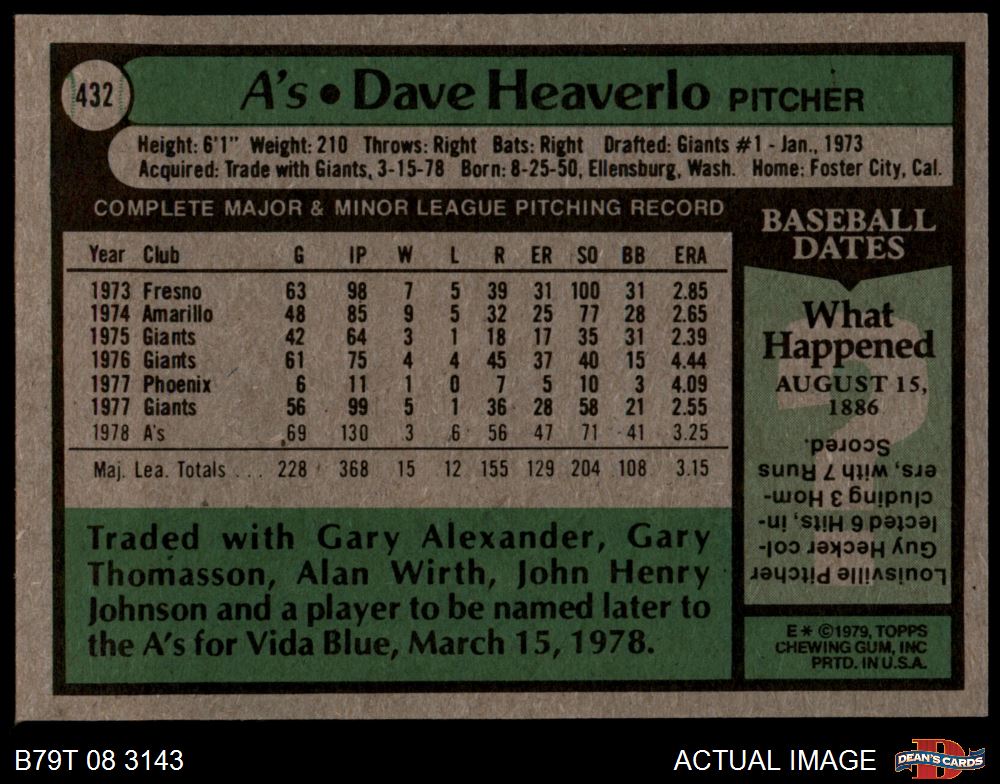 432
A's • Dave Heaverlo PITCHER
Height: 6'1" Weight: 210 Throws: Right Bats: Right Drafted: Giants #1 - Jan., 1973
Acquired: Trade with Giants, 3-15-78 Born: 8-25-50, Ellensburg, Wash. Home: Foster City, Cal.
COMPLETE MAJOR & MINOR LEAGUE PITCHING RECORD
Year Club G IP W L R ER SO BB ERA
1973 Fresno 63 98 7 5 39 31 100 31 2.85
1974 Amarillo 48 85 9 5 32 25 77 28 2.65
1975 Giants 42 64 3 1 18 17 35 31 2.39
1976 Giants 61 75 4 4 45 37 40 15 4.44
1977 Phoenix 6 11 1 0 7 5 10 3 4.09
1977 Giants 56 99 5 1 36 28 58 21 2.55
1978 A's 69 130 3 6 56 47 71 41 3.25
Maj. Lea. Totals . . . 228 368 15 12 155 129 204 108 3.15
Traded with Gary Alexander, Gary
Thomasson, Alan Wirth, John Henry
Johnson and a player to be named later to
the A's for Vida Blue, March 15, 1978.
BASEBALL
DATES
What
Happened
AUGUST 15,
1886
Louisville Pitcher
Guy Hecker col-
lected 6 Hits, in-
cluding 3 Hom-
ers, with 7 Runs
Scored.
E* ©1979, TOPPS
CHEWING GUM, INC
PRTD. IN U.S.A.
B79T 08 3143
ACTUAL IMAGE
DEAN'S CARDS